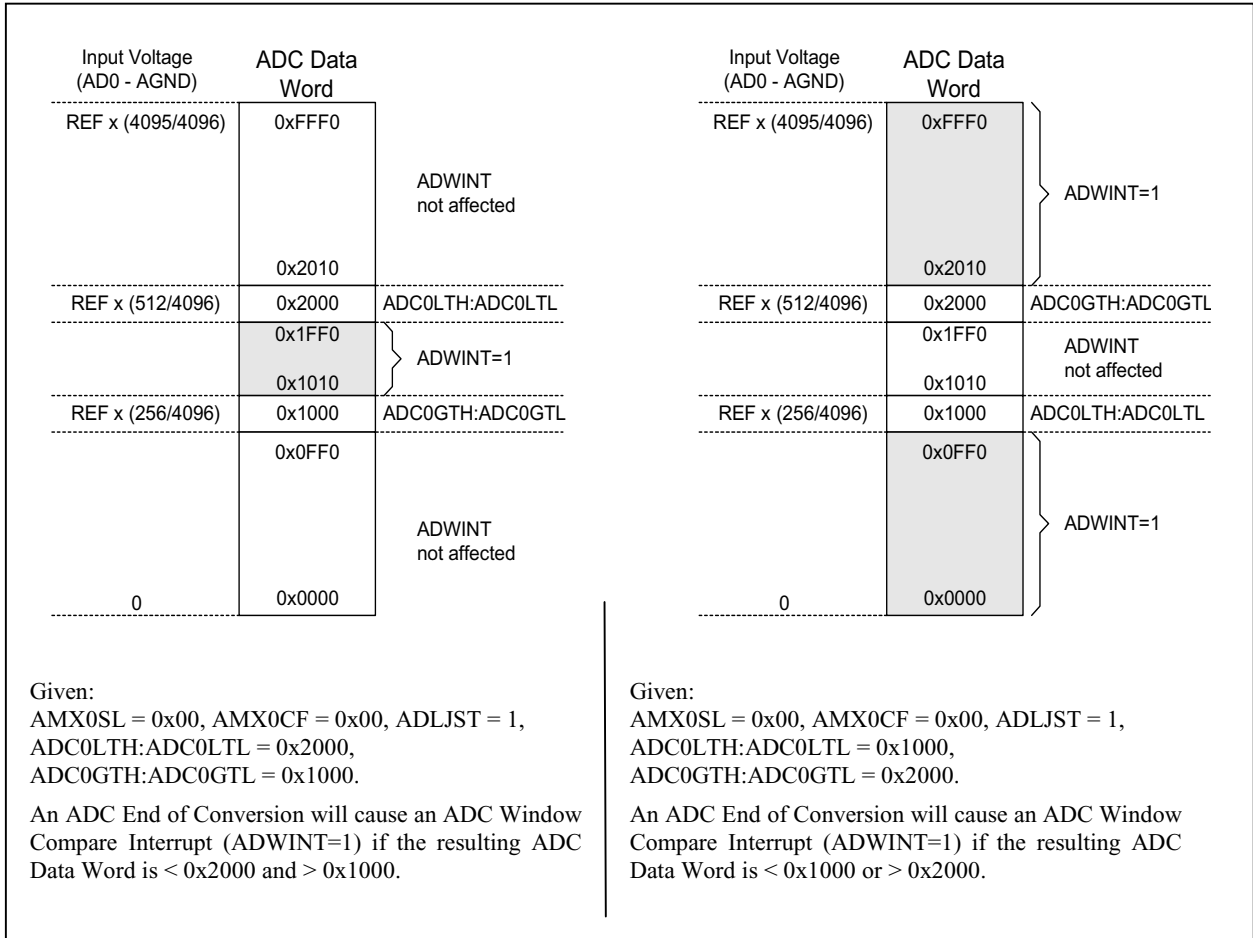 Input Voltage
(AD0 - AGND)
ADC Data
Word
REF x (4095/4096)
0xFFF0
ADWINT
not affected
0x2010
REF x (512/4096)
0x2000
ADC0LTH:ADC0LTL
0x1FF0
ADWINT=1
0x1010
REF x (256/4096)
0x1000
ADC0GTH:ADC0GTL
0x0FF0
ADWINT
not affected
0
0x0000
Given:
AMX0SL = 0x00, AMX0CF = 0x00, ADLJST = 1,
ADC0LTH:ADC0LTL = 0x2000,
ADC0GTH:ADC0GTL = 0x1000.
An ADC End of Conversion will cause an ADC Window
Compare Interrupt (ADWINT=1) if the resulting ADC
Data Word is < 0x2000 and > 0x1000.
Input Voltage
(AD0 - AGND)
ADC Data
Word
REF x (4095/4096)
0xFFF0
ADWINT=1
0x2010
REF x (512/4096)
0x2000
ADC0GTH:ADC0GTL
0x1FF0
ADWINT
not affected
0x1010
REF x (256/4096)
0x1000
ADC0LTH:ADC0LTL
0x0FF0
ADWINT=1
0
0x0000
Given:
AMX0SL = 0x00, AMX0CF = 0x00, ADLJST = 1,
ADC0LTH:ADC0LTL = 0x1000,
ADC0GTH:ADC0GTL = 0x2000.
An ADC End of Conversion will cause an ADC Window
Compare Interrupt (ADWINT=1) if the resulting ADC
Data Word is < 0x1000 or > 0x2000.